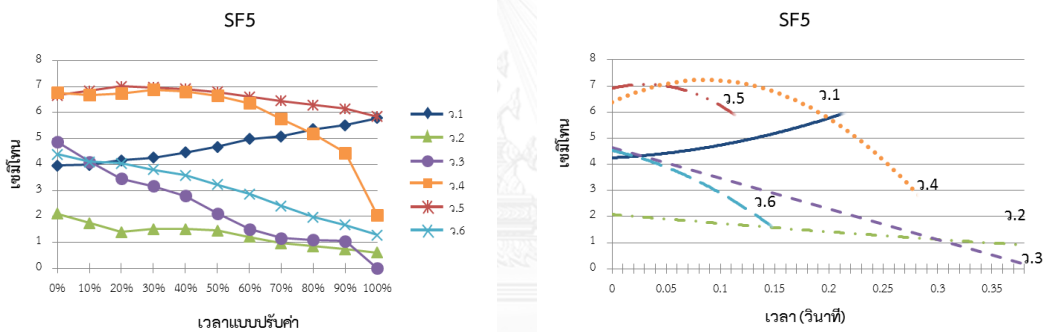 SF5
8
7
6
5
4
3
2
1
0
เซมิโทน
0% 10% 20% 30% 40% 50% 60% 70% 80% 90% 100%
เวลาแบบปรับค่า
ว.1
ว.2
ว.3
ว.4
ว.5
ว.6
SF5
8
7
6
5
4
3
2
1
0
เซมิโทน
ว.5
ว.1
ว.4
ว.6
ว.2
ว.3
0 0.05 0.1 0.15 0.2 0.25 0.3 0.35
เวลา (วินาที)